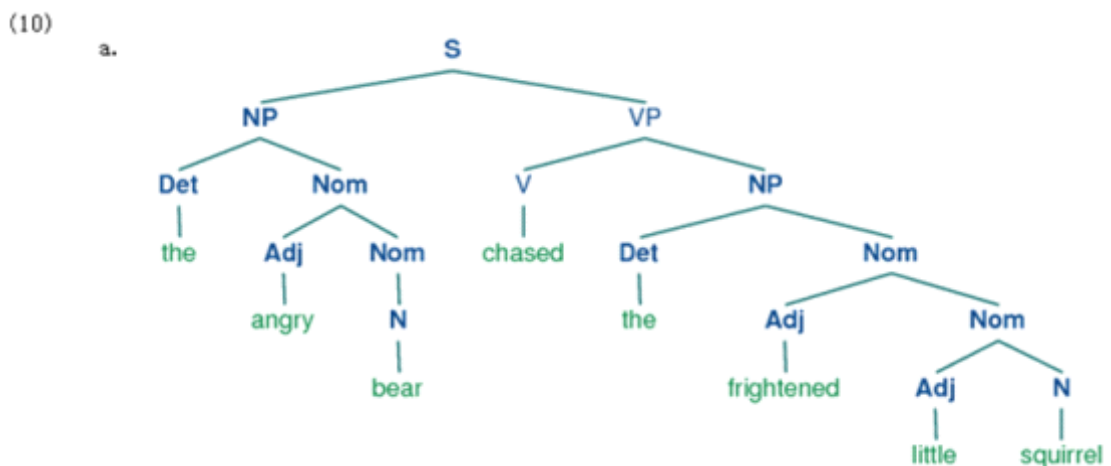 (10)
a.
S
NP VP
Det Nom V NP
the Adj Nom chased Det Nom
angry N the Adj Nom
bear frightened Adj N
little squirrel